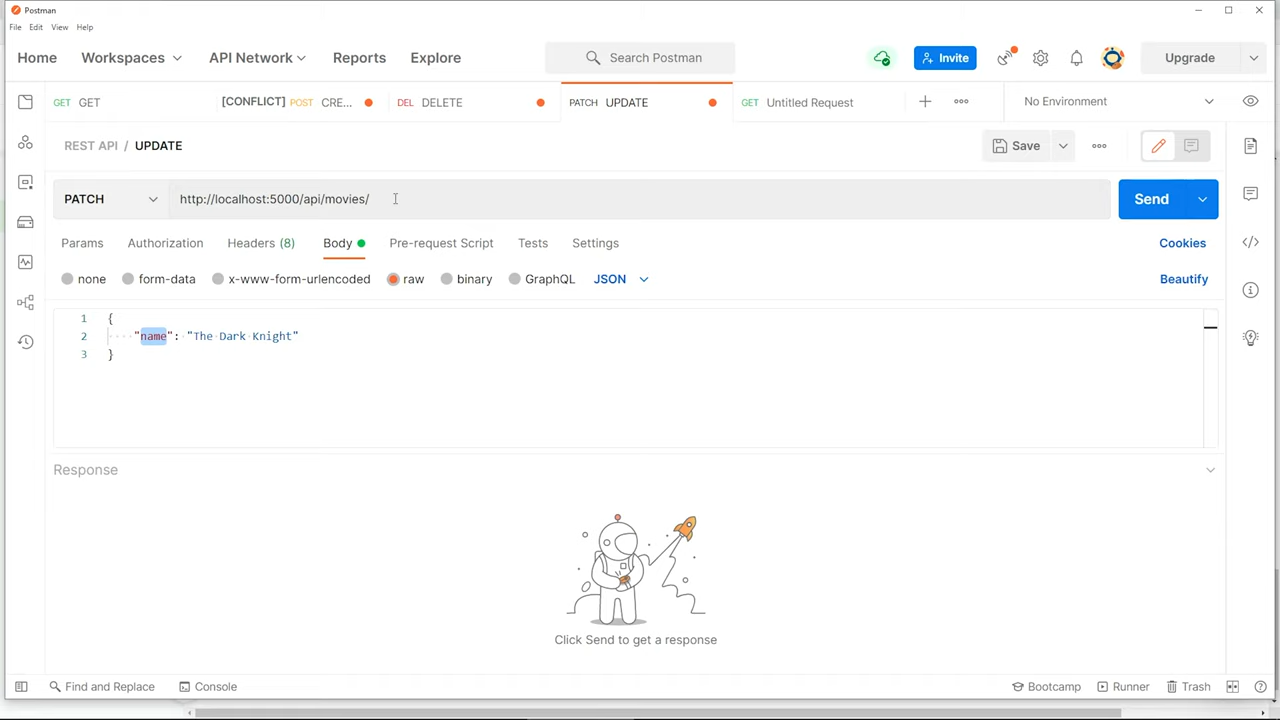 Postman
File Edit View Help
Home Workspaces API Network Reports Explore Search Postman Invite Upgrade
GET GET [CONFLICT] POST CRE... DEL DELETE PATCH UPDATE GET Untitled Request No Environment
REST API / UPDATE Save
PATCH http://localhost:5000/api/movies/ Send
Params Authorization Headers (8) Body Pre-request Script Tests Settings Cookies
none form-data x-www-form-urlencoded raw binary GraphQL JSON Beautify
1 {
2 "name": "The Dark Knight"
3 }
Response
Click Send to get a response
Find and Replace Console Bootcamp Runner Trash